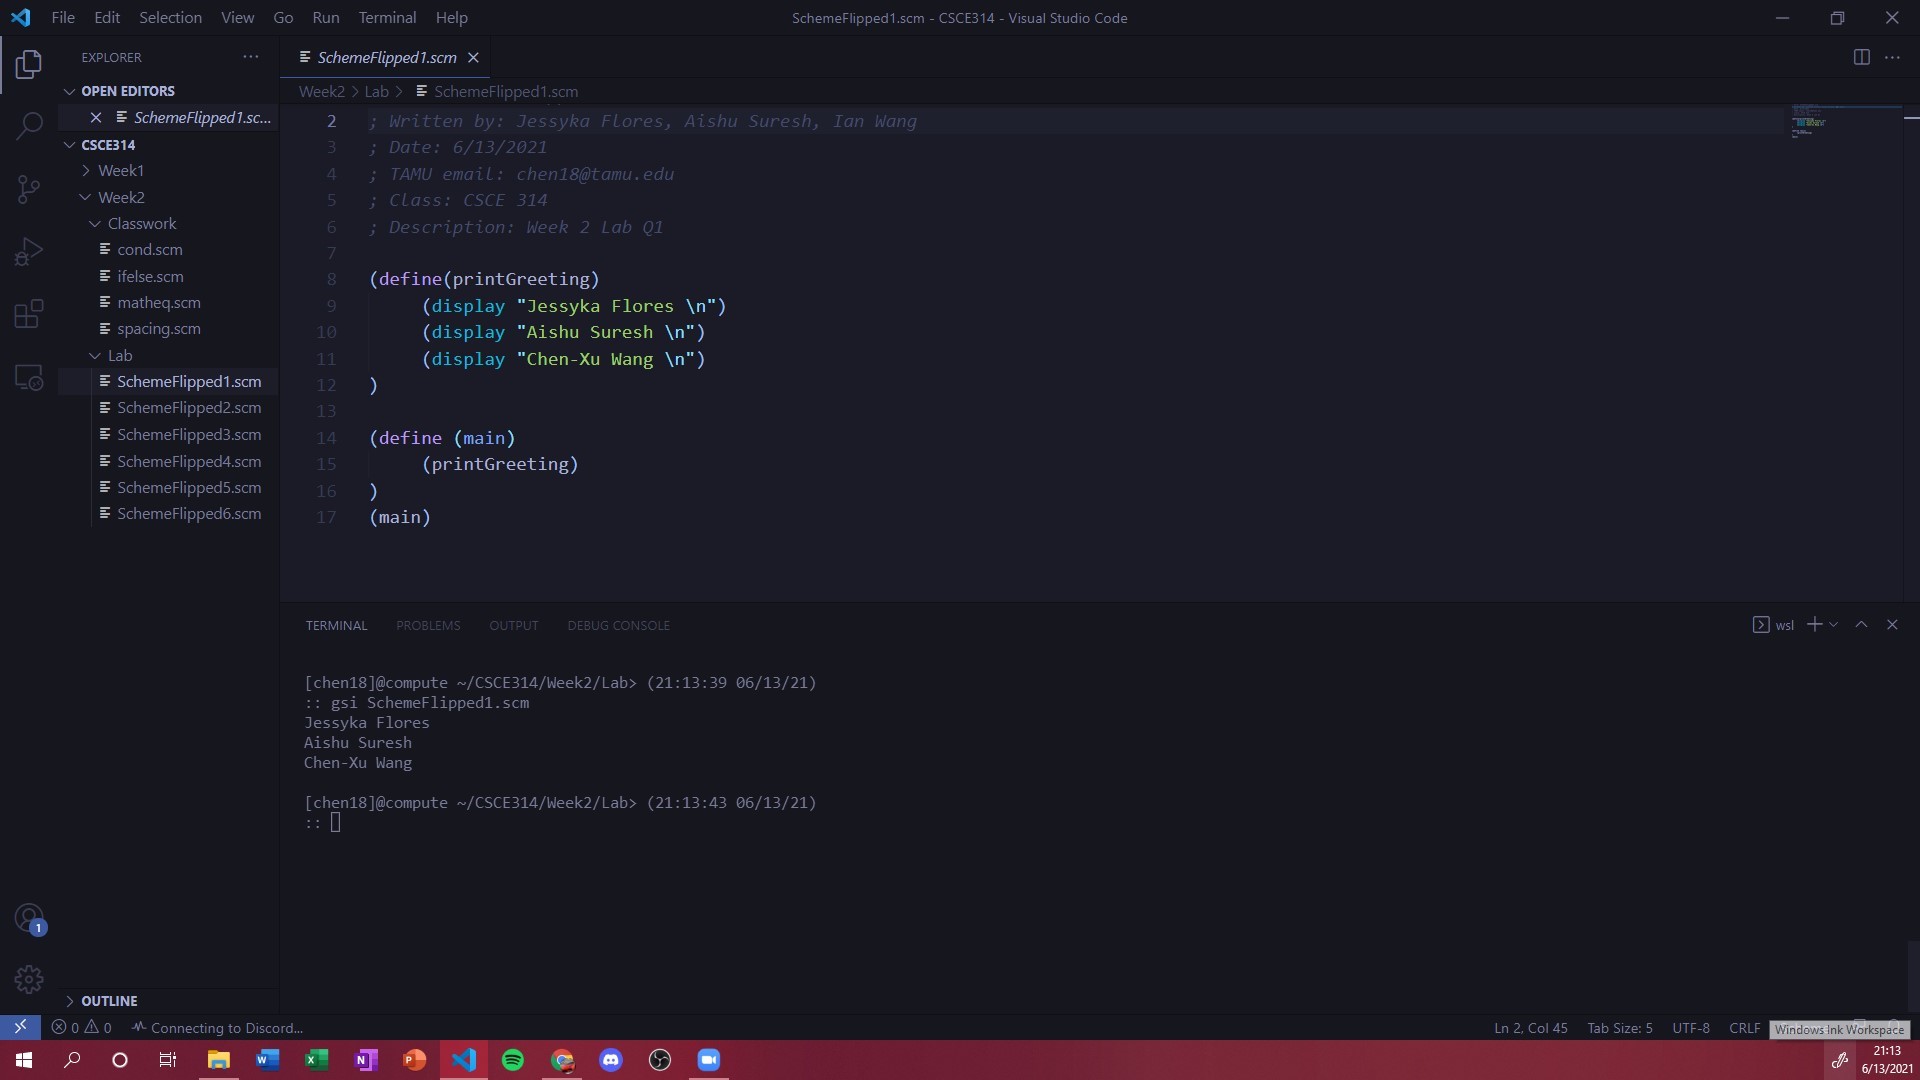 File Edit Selection View Go Run Terminal Help
SchemeFlipped1.scm - CSCE314 - Visual Studio Code
EXPLORER
OPEN EDITORS
SchemeFlipped1.sc...
CSCE314
Week1
Week2
Classwork
cond.scm
ifelse.scm
matheq.scm
spacing.scm
Lab
SchemeFlipped1.scm
SchemeFlipped2.scm
SchemeFlipped3.scm
SchemeFlipped4.scm
SchemeFlipped5.scm
SchemeFlipped6.scm
OUTLINE
SchemeFlipped1.scm
Week2 > Lab > SchemeFlipped1.scm
2 ; Written by: Jessyka Flores, Aishu Suresh, Ian Wang
3 ; Date: 6/13/2021
4 ; TAMU email: chen18@tamu.edu
5 ; Class: CSCE 314
6 ; Description: Week 2 Lab Q1
7
8 (define(printGreeting)
9 (display "Jessyka Flores \n")
10 (display "Aishu Suresh \n")
11 (display "Chen-Xu Wang \n")
12 )
13
14 (define (main)
15 (printGreeting)
16 )
17 (main)
TERMINAL PROBLEMS OUTPUT DEBUG CONSOLE
wsl
[chen18]@compute ~/CSCE314/Week2/Lab> (21:13:39 06/13/21)
:: gsi SchemeFlipped1.scm
Jessyka Flores
Aishu Suresh
Chen-Xu Wang
[chen18]@compute ~/CSCE314/Week2/Lab> (21:13:43 06/13/21)
::
1
0 0 Connecting to Discord...
Ln 2, Col 45 Tab Size: 5 UTF-8 CRLF
Windows Ink Workspace
21:13
6/13/2021